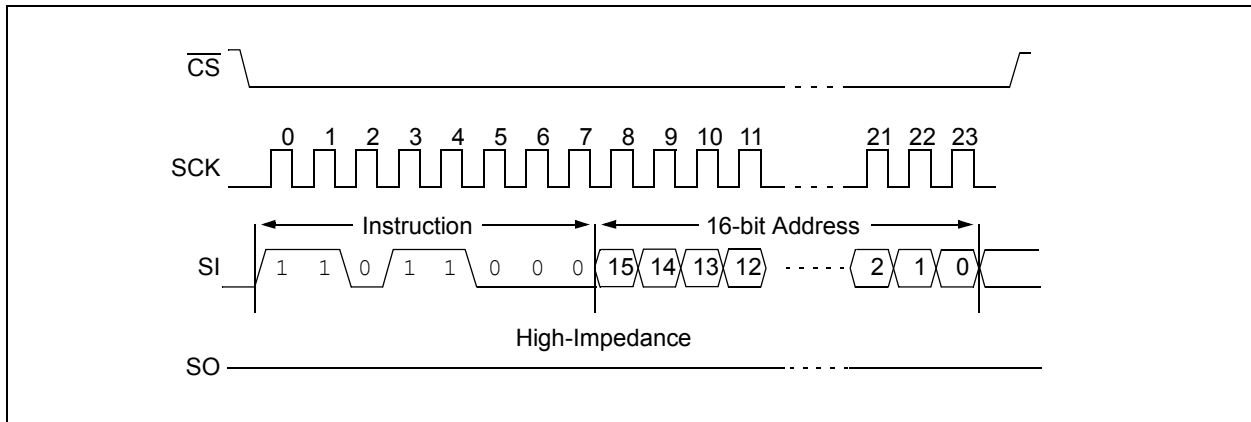 CS
0 1 2 3 4 5 6 7 8 9 10 11 21 22 23
SCK
Instruction 16-bit Address
SI 1 1 0 1 1 0 0 0 15 14 13 12 2 1 0
High-Impedance
SO